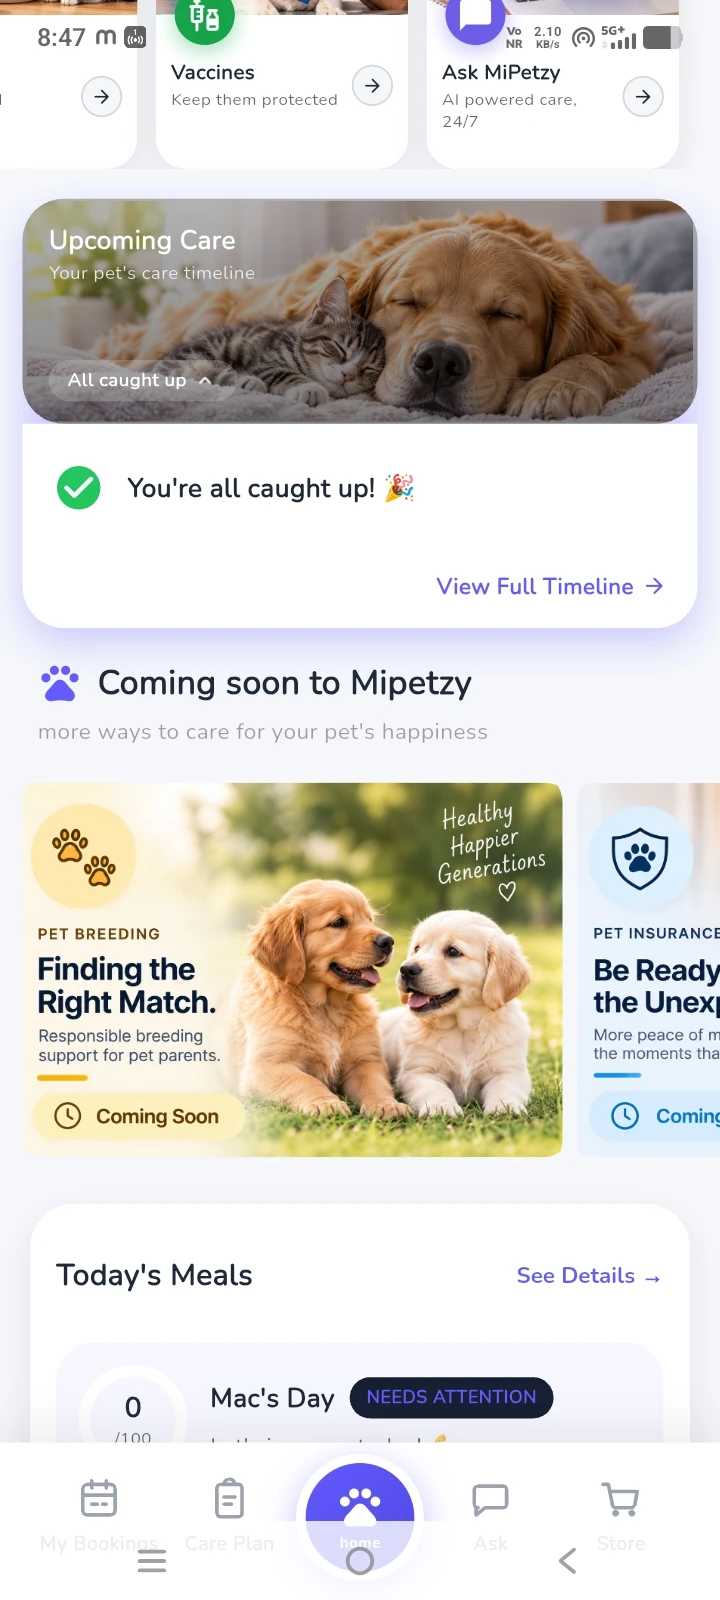 8:47
Vo
NR
2.10
KB/s
5G+
Vaccines
Keep them protected
Ask MiPetzy
AI powered care,
24/7
Upcoming Care
Your pet's care timeline
All caught up
You're all caught up! 🎉
View Full Timeline →
Coming soon to Mipetzy
more ways to care for your pet's happiness
Healthy
Happier
Generations
PET BREEDING
Finding the
Right Match.
Responsible breeding
support for pet parents.
Coming Soon
PET INSURANCE
Be Ready
the Unexp
More peace of m
the moments tha
Coming
Today's Meals
See Details →
0
/100
Mac's Day
NEEDS ATTENTION
My Bookings
Care Plan
home
Ask
Store